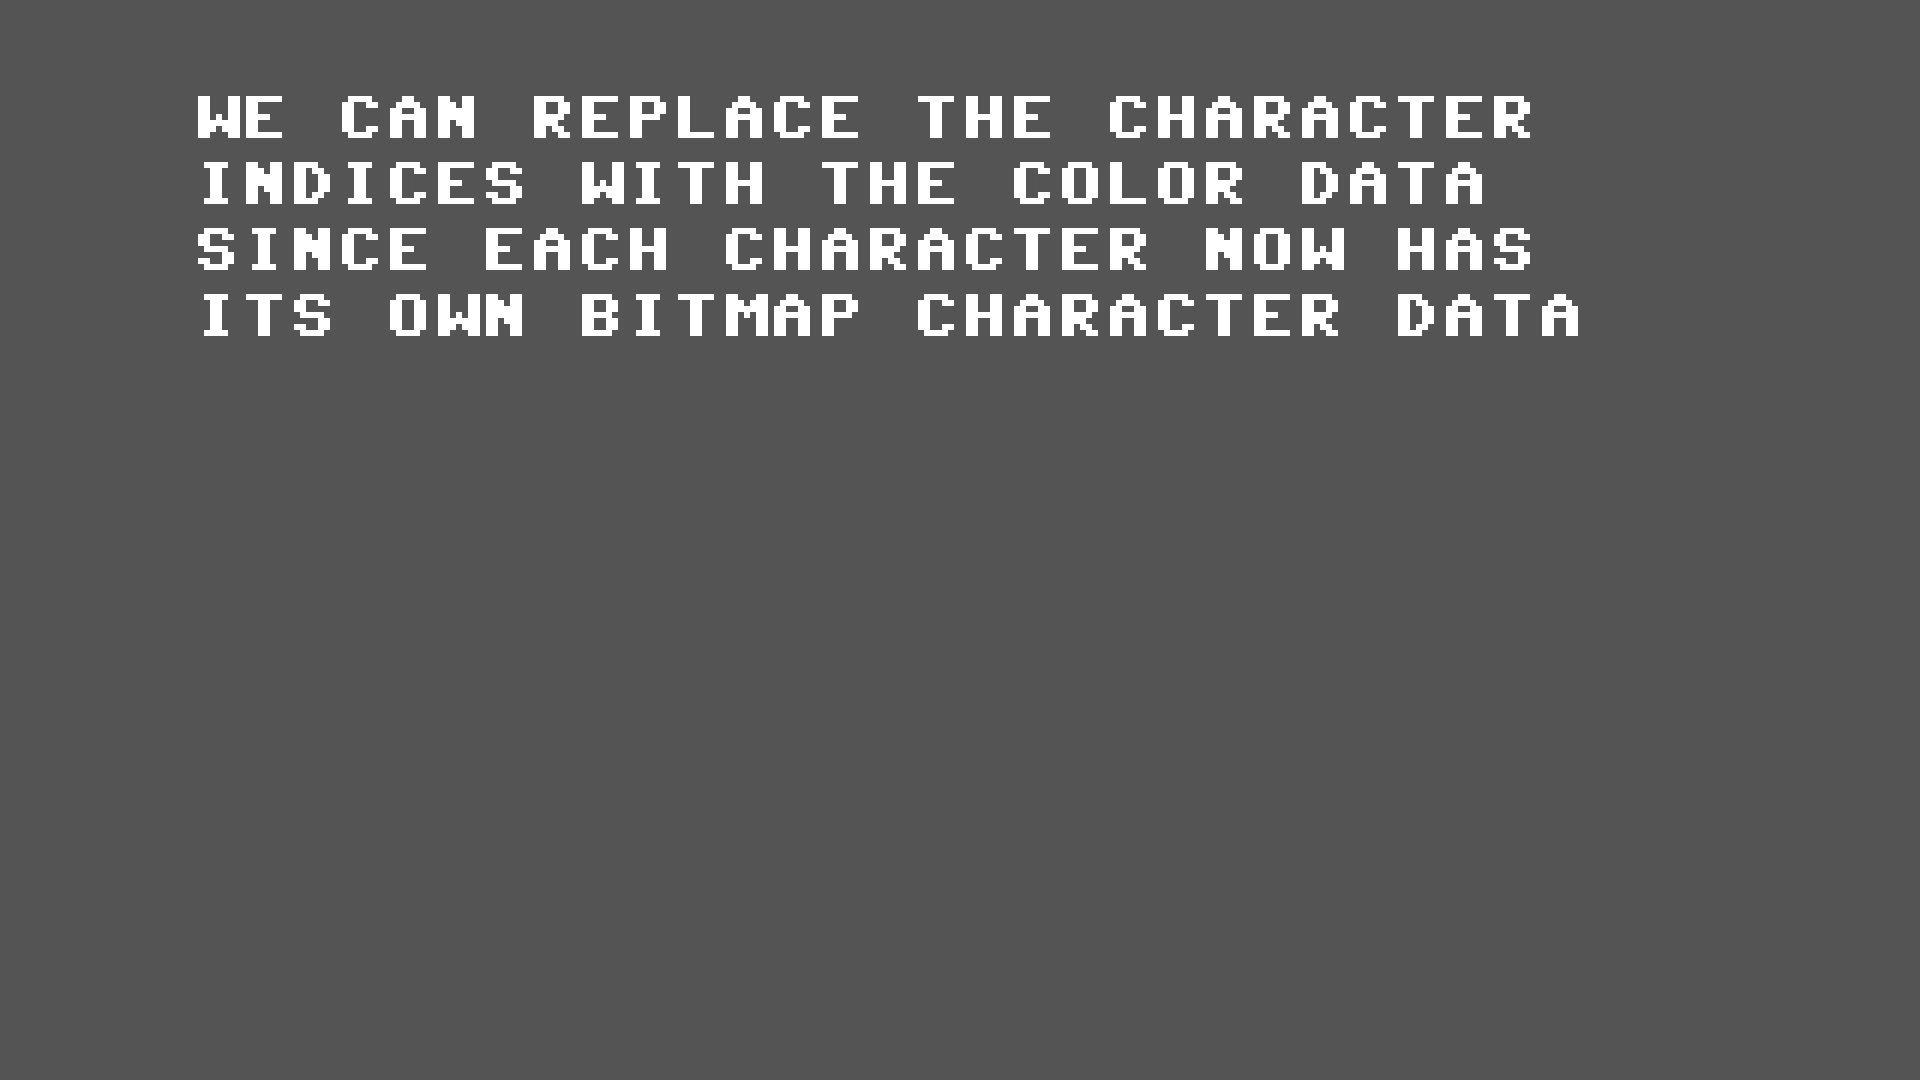 WE CAN REPLACE THE CHARACTER
INDICES WITH THE COLOR DATA
SINCE EACH CHARACTER NOW HAS
ITS OWN BITMAP CHARACTER DATA